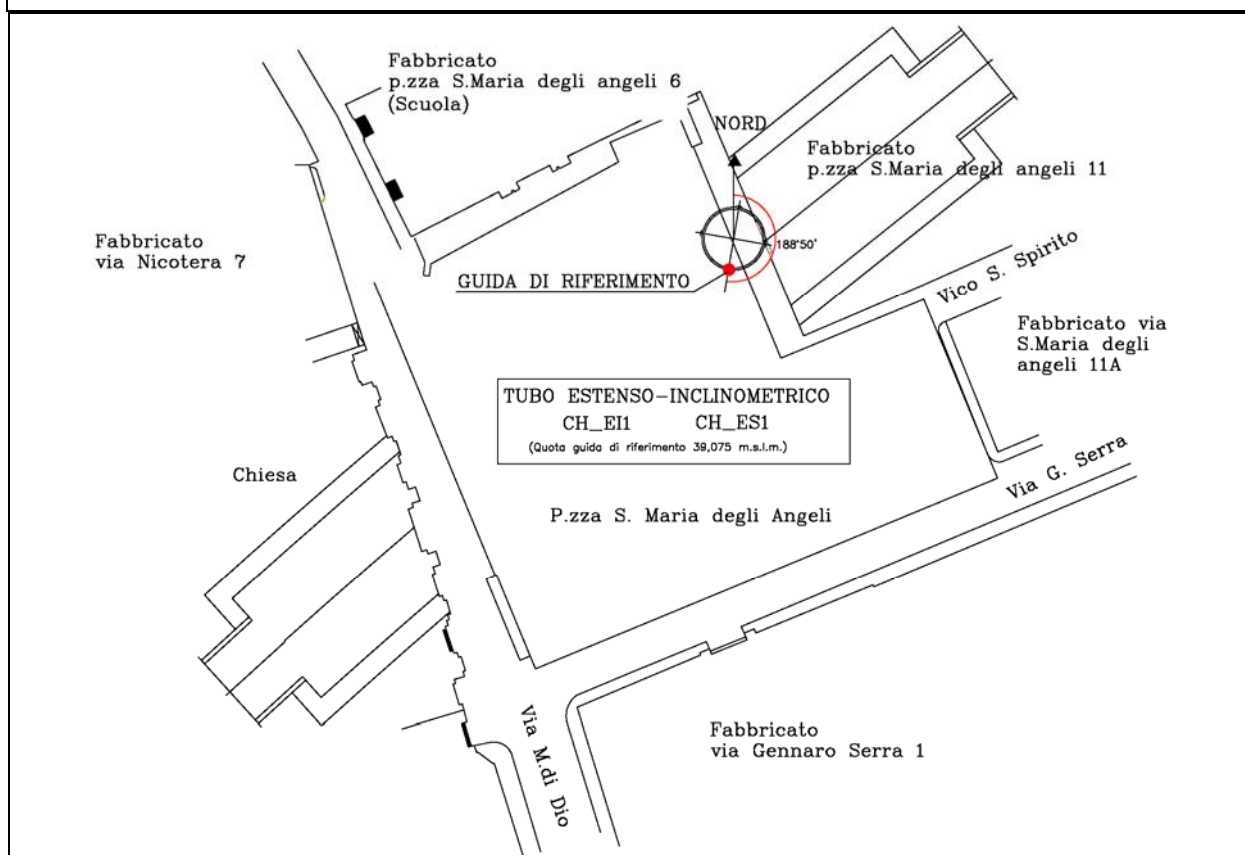 Fabbricato
p.zza S.Maria degli angeli 6
(Scuola)
NORD
Fabbricato
p.zza S.Maria degli angeli 11
Fabbricato
via Nicotera 7
188°50'
GUIDA DI RIFERIMENTO
Vico S. Spirito
Fabbricato via
S.Maria degli
angeli 11A
TUBO ESTENSO-INCLINOMETRICO
CH_EI1 CH_ES1
(Quota guida di riferimento 39,075 m.s.l.m.)
Chiesa
Via G. Serra
P.zza S. Maria degli Angeli
Via M.di Dio
Fabbricato
via Gennaro Serra 1